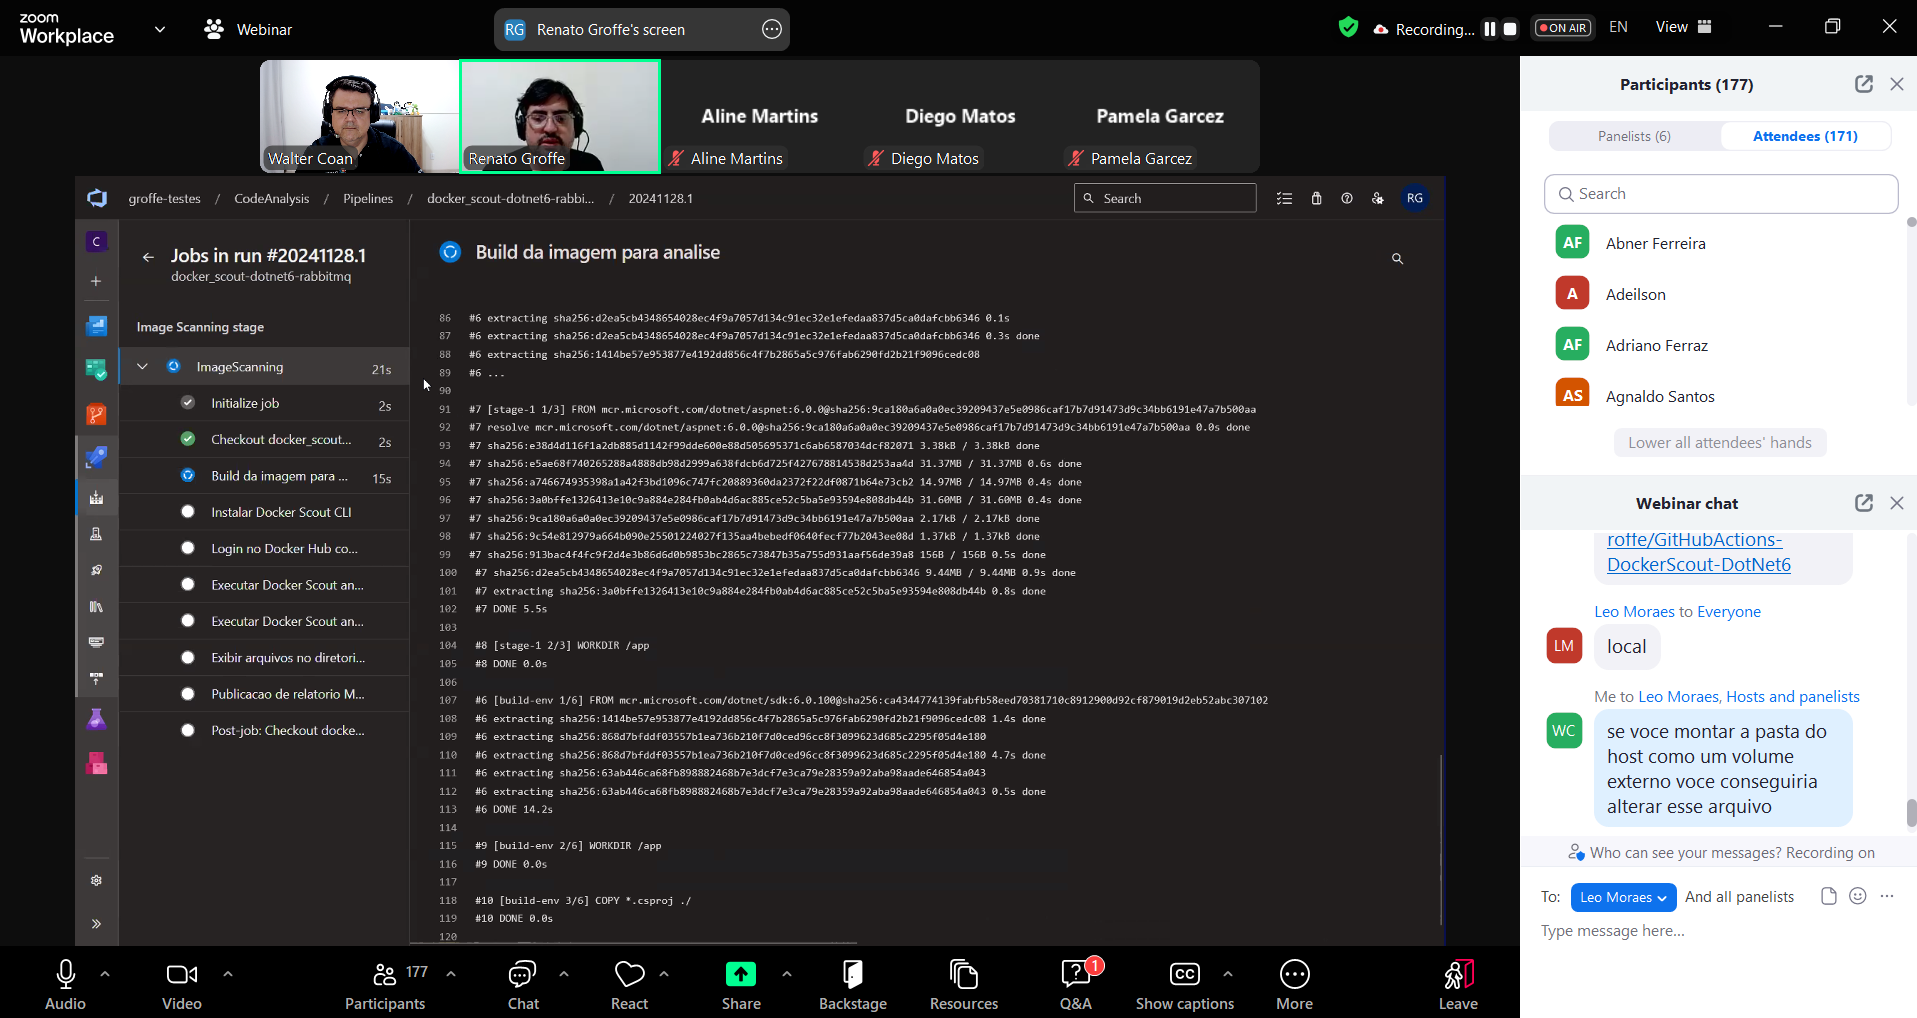 zoom
Workplace
Webinar
RG Renato Groffe's screen
Recording...
ON AIR
EN
View
Walter Coan
Renato Groffe
Aline Martins
Aline Martins
Diego Matos
Diego Matos
Pamela Garcez
Pamela Garcez
groffe-testes / CodeAnalysis / Pipelines / docker_scout-dotnet6-rabbi... / 20241128.1
Search
RG
C
Jobs in run #20241128.1
docker_scout-dotnet6-rabbitmq
Image Scanning stage
ImageScanning 21s
Initialize job 2s
Checkout docker_scout... 2s
Build da imagem para ... 15s
Instalar Docker Scout CLI
Login no Docker Hub co...
Executar Docker Scout an...
Executar Docker Scout an...
Exibir arquivos no diretori...
Publicacao de relatorio M...
Post-job: Checkout docke...
Build da imagem para analise
86 #6 extracting sha256:d2ea5cb4348654028ec4f9a7057d134c91ec32e1efedaa837d5ca0dafcbb6346 0.1s
87 #6 extracting sha256:d2ea5cb4348654028ec4f9a7057d134c91ec32e1efedaa837d5ca0dafcbb6346 0.3s done
88 #6 extracting sha256:1414be57e953877e4192dd856c4f7b2865a5c976fab6290fd2b21f9096cedc08
89 #6 ...
90
91 #7 [stage-1 1/3] FROM mcr.microsoft.com/dotnet/aspnet:6.0.0@sha256:9ca180a6a0a0ec39209437e5e0986caf17b7d91473d9c34bb6191e47a7b500aa
92 #7 resolve mcr.microsoft.com/dotnet/aspnet:6.0.0@sha256:9ca180a6a0a0ec39209437e5e0986caf17b7d91473d9c34bb6191e47a7b500aa 0.0s done
93 #7 sha256:e38d4d116f1a2db885d1142f99dde600e88d505695371c6ab6587034dcf82071 3.38kB / 3.38kB done
94 #7 sha256:e5ae68f740265288a4888db98d2999a638fdcb6d725f427678814538d253aa4d 31.37MB / 31.37MB 0.6s done
95 #7 sha256:a746674935398a1a42f3bd1096c747fc20889360da2372f22df0871b64e73cb2 14.97MB / 14.97MB 0.4s done
96 #7 sha256:3a0bffe1326413e10c9a884e284fb0ab4d6ac885ce52c5ba5e93594e808db44b 31.60MB / 31.60MB 0.4s done
97 #7 sha256:9ca180a6a0a0ec39209437e5e0986caf17b7d91473d9c34bb6191e47a7b500aa 2.17kB / 2.17kB done
98 #7 sha256:9c54e812979a664b090e25501224027f135aa4bebedf0640fecf77b2043ee08d 1.37kB / 1.37kB done
99 #7 sha256:913bac4f4fc9f2d4e3b86d6d0b9853bc2865c73847b35a755d931aaf56de39a8 156B / 156B 0.5s done
100 #7 sha256:d2ea5cb4348654028ec4f9a7057d134c91ec32e1efedaa837d5ca0dafcbb6346 9.44MB / 9.44MB 0.9s done
101 #7 extracting sha256:3a0bffe1326413e10c9a884e284fb0ab4d6ac885ce52c5ba5e93594e808db44b 0.8s done
102 #7 DONE 5.5s
103
104 #8 [stage-1 2/3] WORKDIR /app
105 #8 DONE 0.0s
106
107 #6 [build-env 1/6] FROM mcr.microsoft.com/dotnet/sdk:6.0.100@sha256:ca4344774139fabfb58eed70381710c8912900d92cf879019d2eb52abc307102
108 #6 extracting sha256:1414be57e953877e4192dd856c4f7b2865a5c976fab6290fd2b21f9096cedc08 1.4s done
109 #6 extracting sha256:868d7bfddf03557b1ea736b210f7d0ced96cc8f3099623d685c2295f05d4e180
110 #6 extracting sha256:868d7bfddf03557b1ea736b210f7d0ced96cc8f3099623d685c2295f05d4e180 4.7s done
111 #6 extracting sha256:63ab446ca68fb898882468b7e3dcf7e3ca79e28359a92aba98aade646854a043
112 #6 extracting sha256:63ab446ca68fb898882468b7e3dcf7e3ca79e28359a92aba98aade646854a043 0.5s done
113 #6 DONE 14.2s
114
115 #9 [build-env 2/6] WORKDIR /app
116 #9 DONE 0.0s
117
118 #10 [build-env 3/6] COPY *.csproj ./
119 #10 DONE 0.0s
120
Participants (177)
Panelists (6)
Attendees (171)
Search
AF Abner Ferreira
A Adeilson
AF Adriano Ferraz
AS Agnaldo Santos
Lower all attendees' hands
Webinar chat
roffe/GitHubActions-
DockerScout-DotNet6
Leo Moraes to Everyone
LM local
Me to Leo Moraes, Hosts and panelists
WC
se voce montar a pasta do
host como um volume
externo voce conseguiria
alterar esse arquivo
Who can see your messages? Recording on
To: Leo Moraes And all panelists
Type message here...
Audio
Video
177
Participants
Chat
React
Share
Backstage
Resources
1
Q&A
CC
Show captions
More
Leave